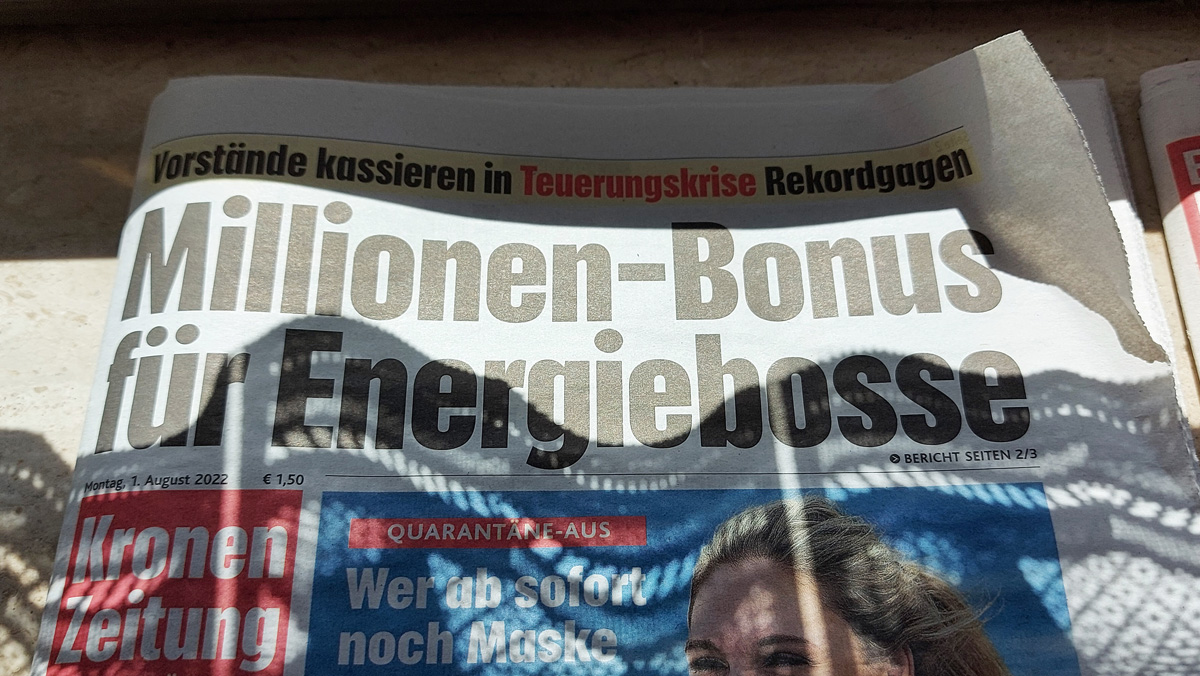 Vorstände kassieren in Teuerungskrise Rekordgagen
Millionen-Bonus
für Energiebosse
BERICHT SEITEN 2/3
Montag, 1. August 2022 € 1,50
Kronen
Zeitung
QUARANTÄNE-AUS
Wer ab sofort
noch Maske